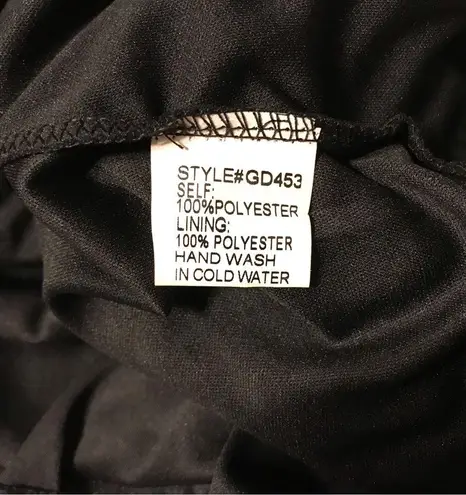 STYLE#GD453
SELF:
100%POLYESTER
LINING:
100% POLYESTER
HAND WASH
IN COLD WATER